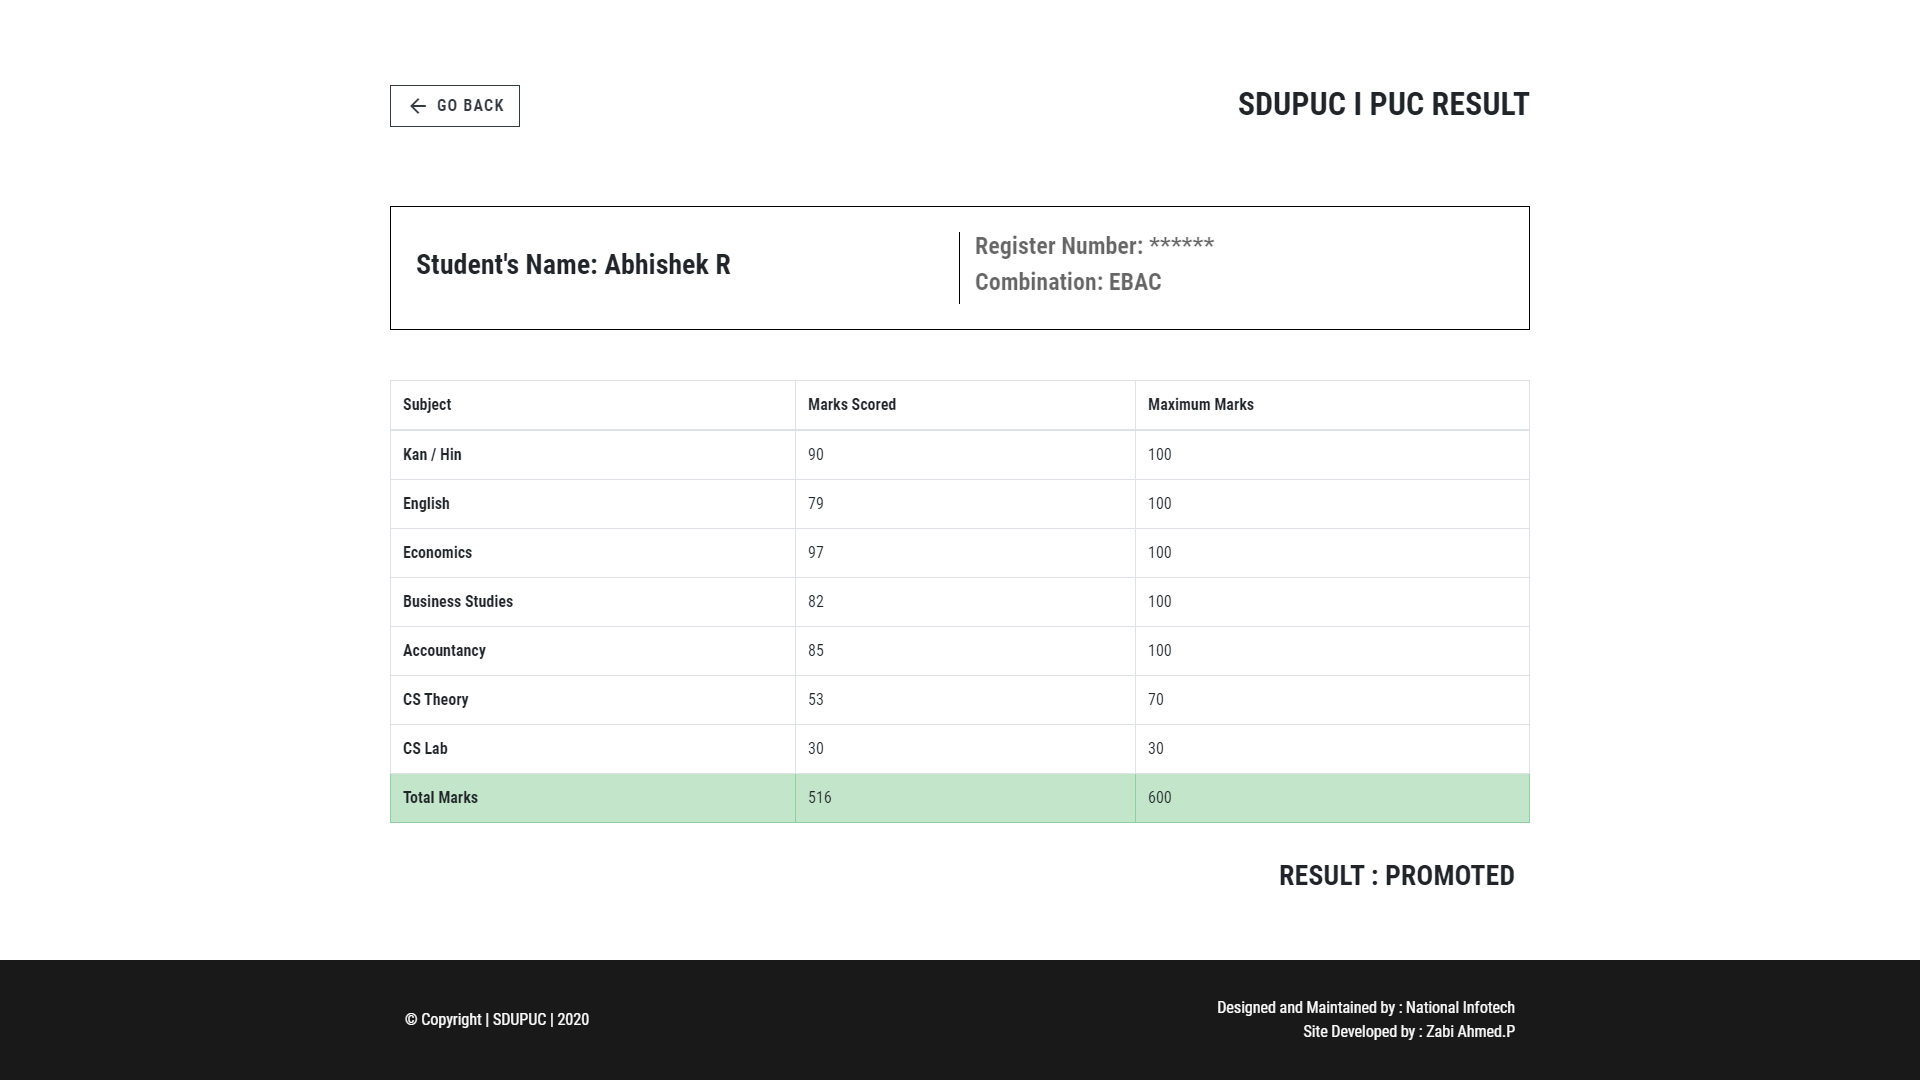 GO BACK
SDUPUC I PUC RESULT
Student's Name: Abhishek R
Register Number: ******
Combination: EBAC
Subject Marks Scored Maximum Marks
Kan / Hin 90 100
English 79 100
Economics 97 100
Business Studies 82 100
Accountancy 85 100
CS Theory 53 70
CS Lab 30 30
Total Marks 516 600
RESULT : PROMOTED
© Copyright | SDUPUC | 2020
Designed and Maintained by : National Infotech
Site Developed by : Zabi Ahmed.P